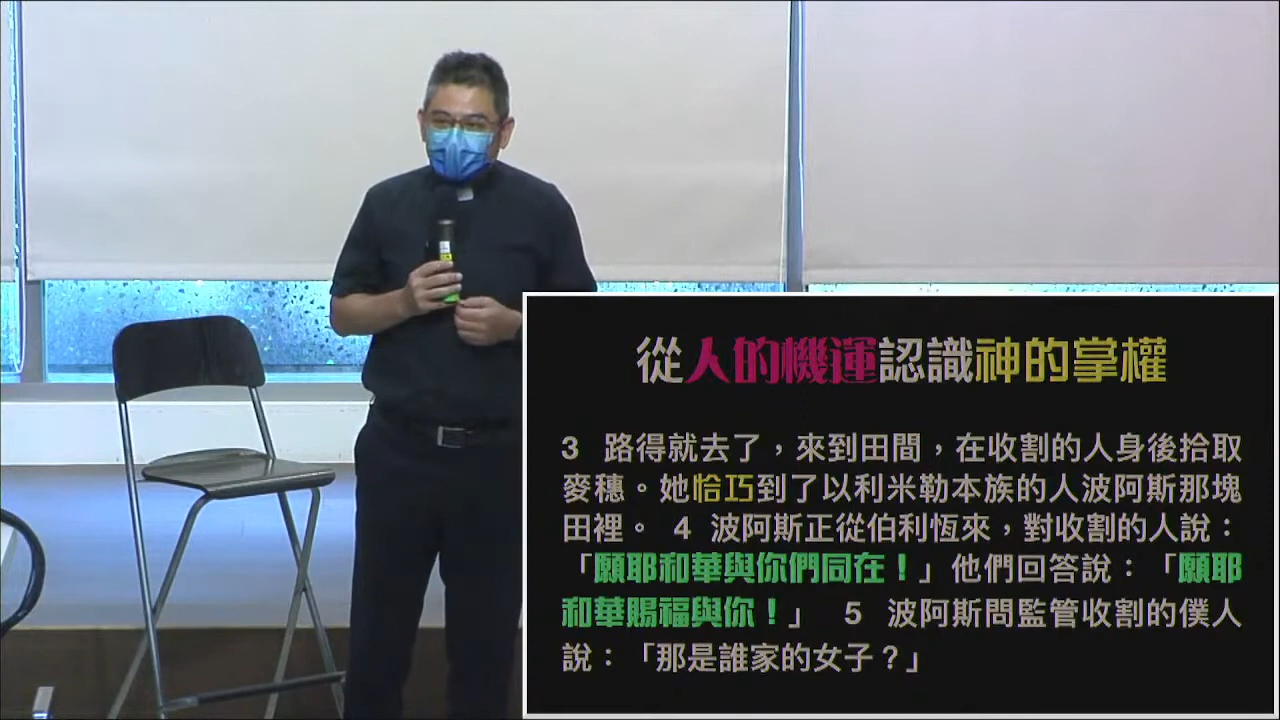 從人的機運認識神的掌權
3 路得就去了，來到田間，在收割的人身後拾取
麥穗。她恰巧到了以利米勒本族的人波阿斯那塊
田裡。 4 波阿斯正從伯利恆來，對收割的人說：
「願耶和華與你們同在！」他們回答說：「願耶
和華賜福與你！」 5 波阿斯問監管收割的僕人
說：「那是誰家的女子？」